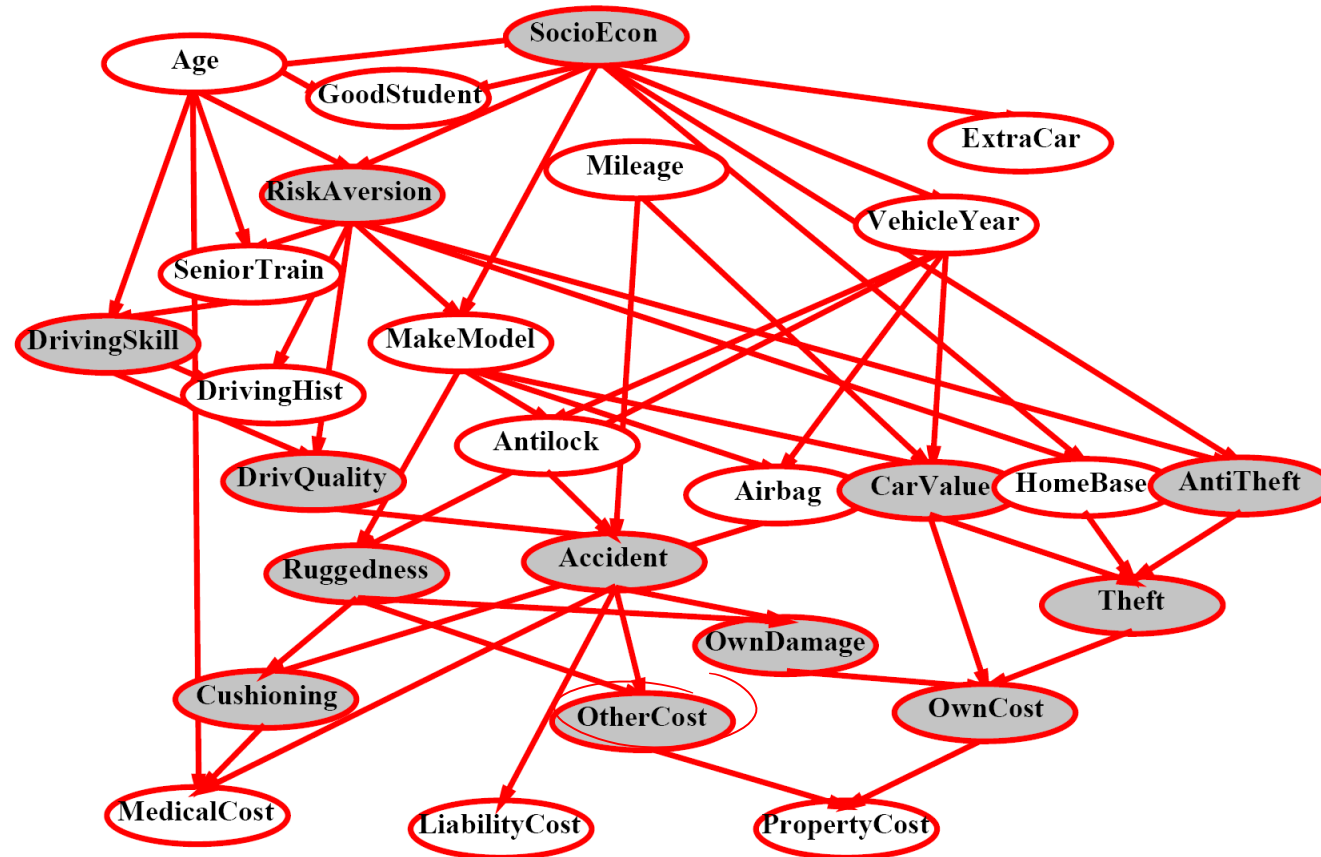 SocioEcon
Age
GoodStudent
ExtraCar
Mileage
RiskAversion
VehicleYear
SeniorTrain
DrivingSkill
MakeModel
DrivingHist
Antilock
DrivQuality
Airbag
CarValue
HomeBase
AntiTheft
Ruggedness
Accident
Theft
OwnDamage
Cushioning
OtherCost
OwnCost
MedicalCost
LiabilityCost
PropertyCost